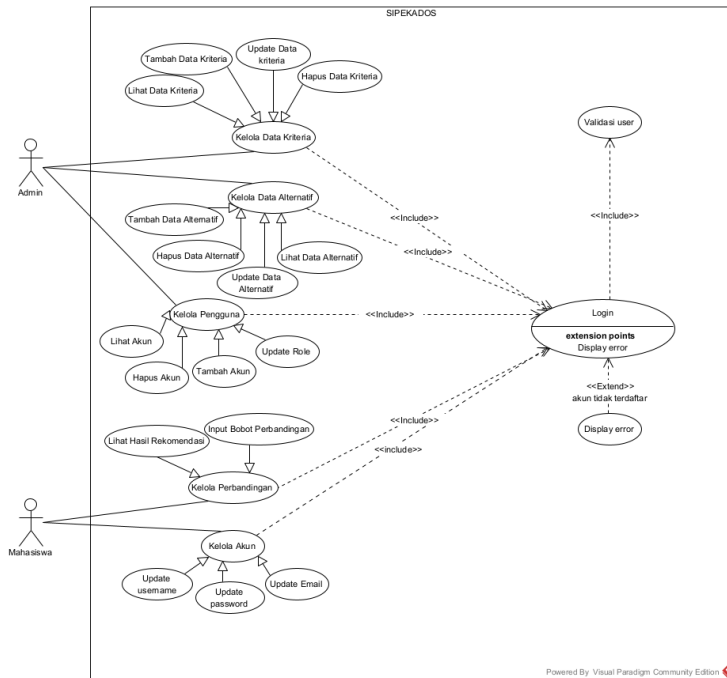 SIPEKADOS
Update Data
kriteria
Tambah Data Kriteria
Hapus Data Kriteria
Lihat Data Kriteria
Kelola Data Kriteria
Validasi user
Admin
<<Include>>
Kelola Data Alternatif
Tambah Data Alternatif
<<Include>>
<<Include>>
Hapus Data Alternatif
Lihat Data Alternatif
Update Data
Alternatif
Kelola Pengguna
<<Include>>
Login
extension points
Display error
Lihat Akun
Update Role
Tambah Akun
Hapus Akun
<<Extend>>
akun tidak terdaftar
Input Bobot Perbandingan
<<Include>>
Display error
Lihat Hasil Rekomendasi
<<include>>
Kelola Perbandingan
Mahasiswa
Kelola Akun
Update
username
Update Email
Update
password
Powered By Visual Paradigm Community Edition